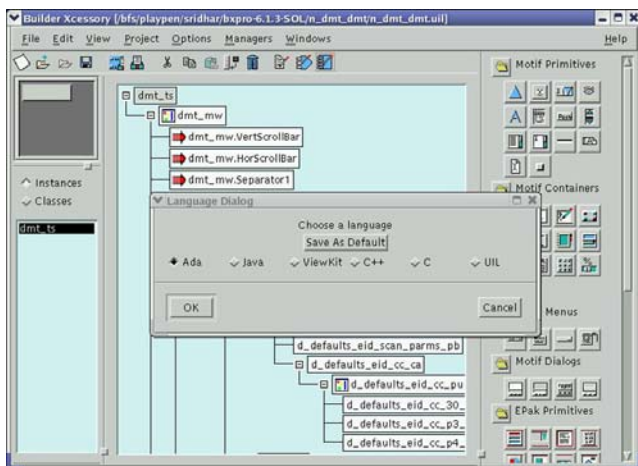 Builder Xcessory [/bfs/playpen/sridhar/bxpro-6.1.3-SOL/n_dmt_dmt/n_dmt_dmt.uil]
File Edit View Project Options Managers Windows Help
dmt_ts
dmt_mw
dmt_mw.VertScrollBar
dmt_mw.HorScrollBar
dmt_mw.Separator1
Instances
Classes
dmt_ts
Language Dialog
Choose a language
Save As Default
Ada Java ViewKit C++ C UIL
OK Cancel
d_defaults_eid_scan_parms_pb
d_defaults_eid_cc_ca
d_defaults_eid_cc_pu
d_defaults_eid_cc_30_
d_defaults_eid_cc_p3_
d_defaults_eid_cc_p4_
Motif Primitives
Motif Containers
Menus
Motif Dialogs
EPak Primitives